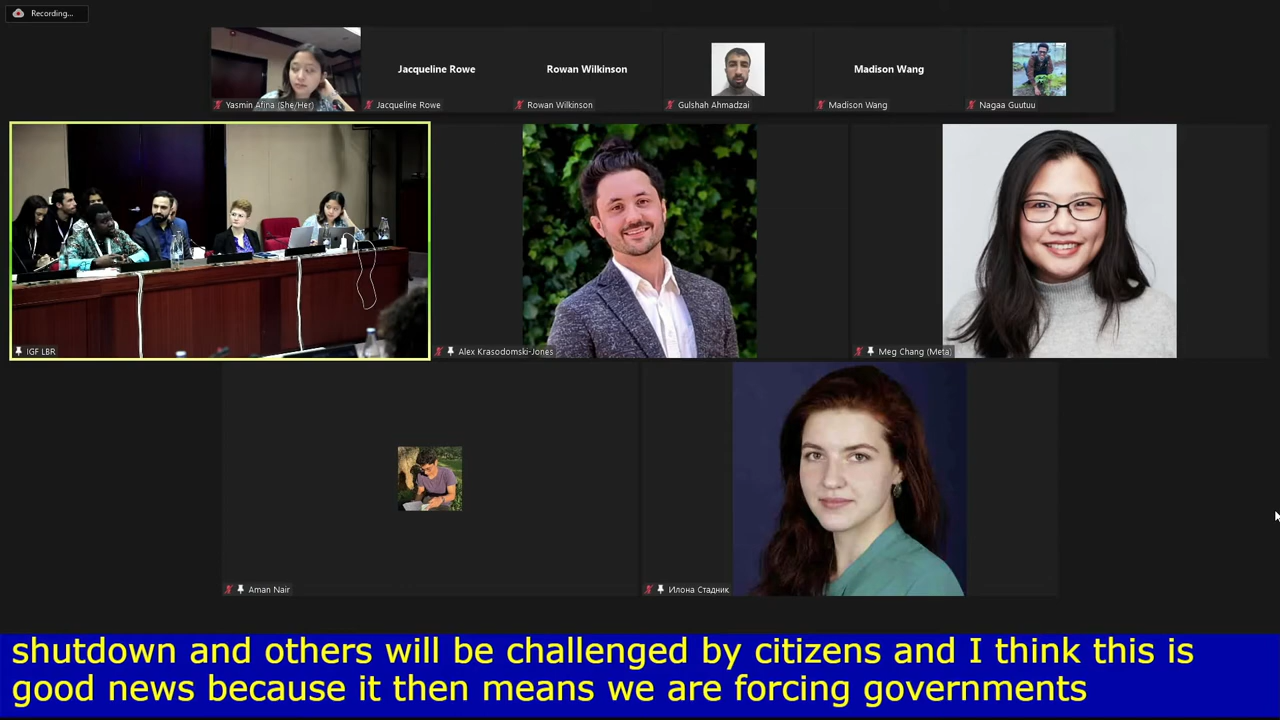 Recording...
Jacqueline Rowe
Rowan Wilkinson
Madison Wang
Yasmin Afina (She/Her)
Jacqueline Rowe
Rowan Wilkinson
Gulshah Ahmadzai
Madison Wang
Nagaa Guutuu
IGF LBR
Alex Krasodomski-Jones
Meg Chang (Meta)
Aman Nair
Илона Стадник
shutdown and others will be challenged by citizens and I think this is
good news because it then means we are forcing governments